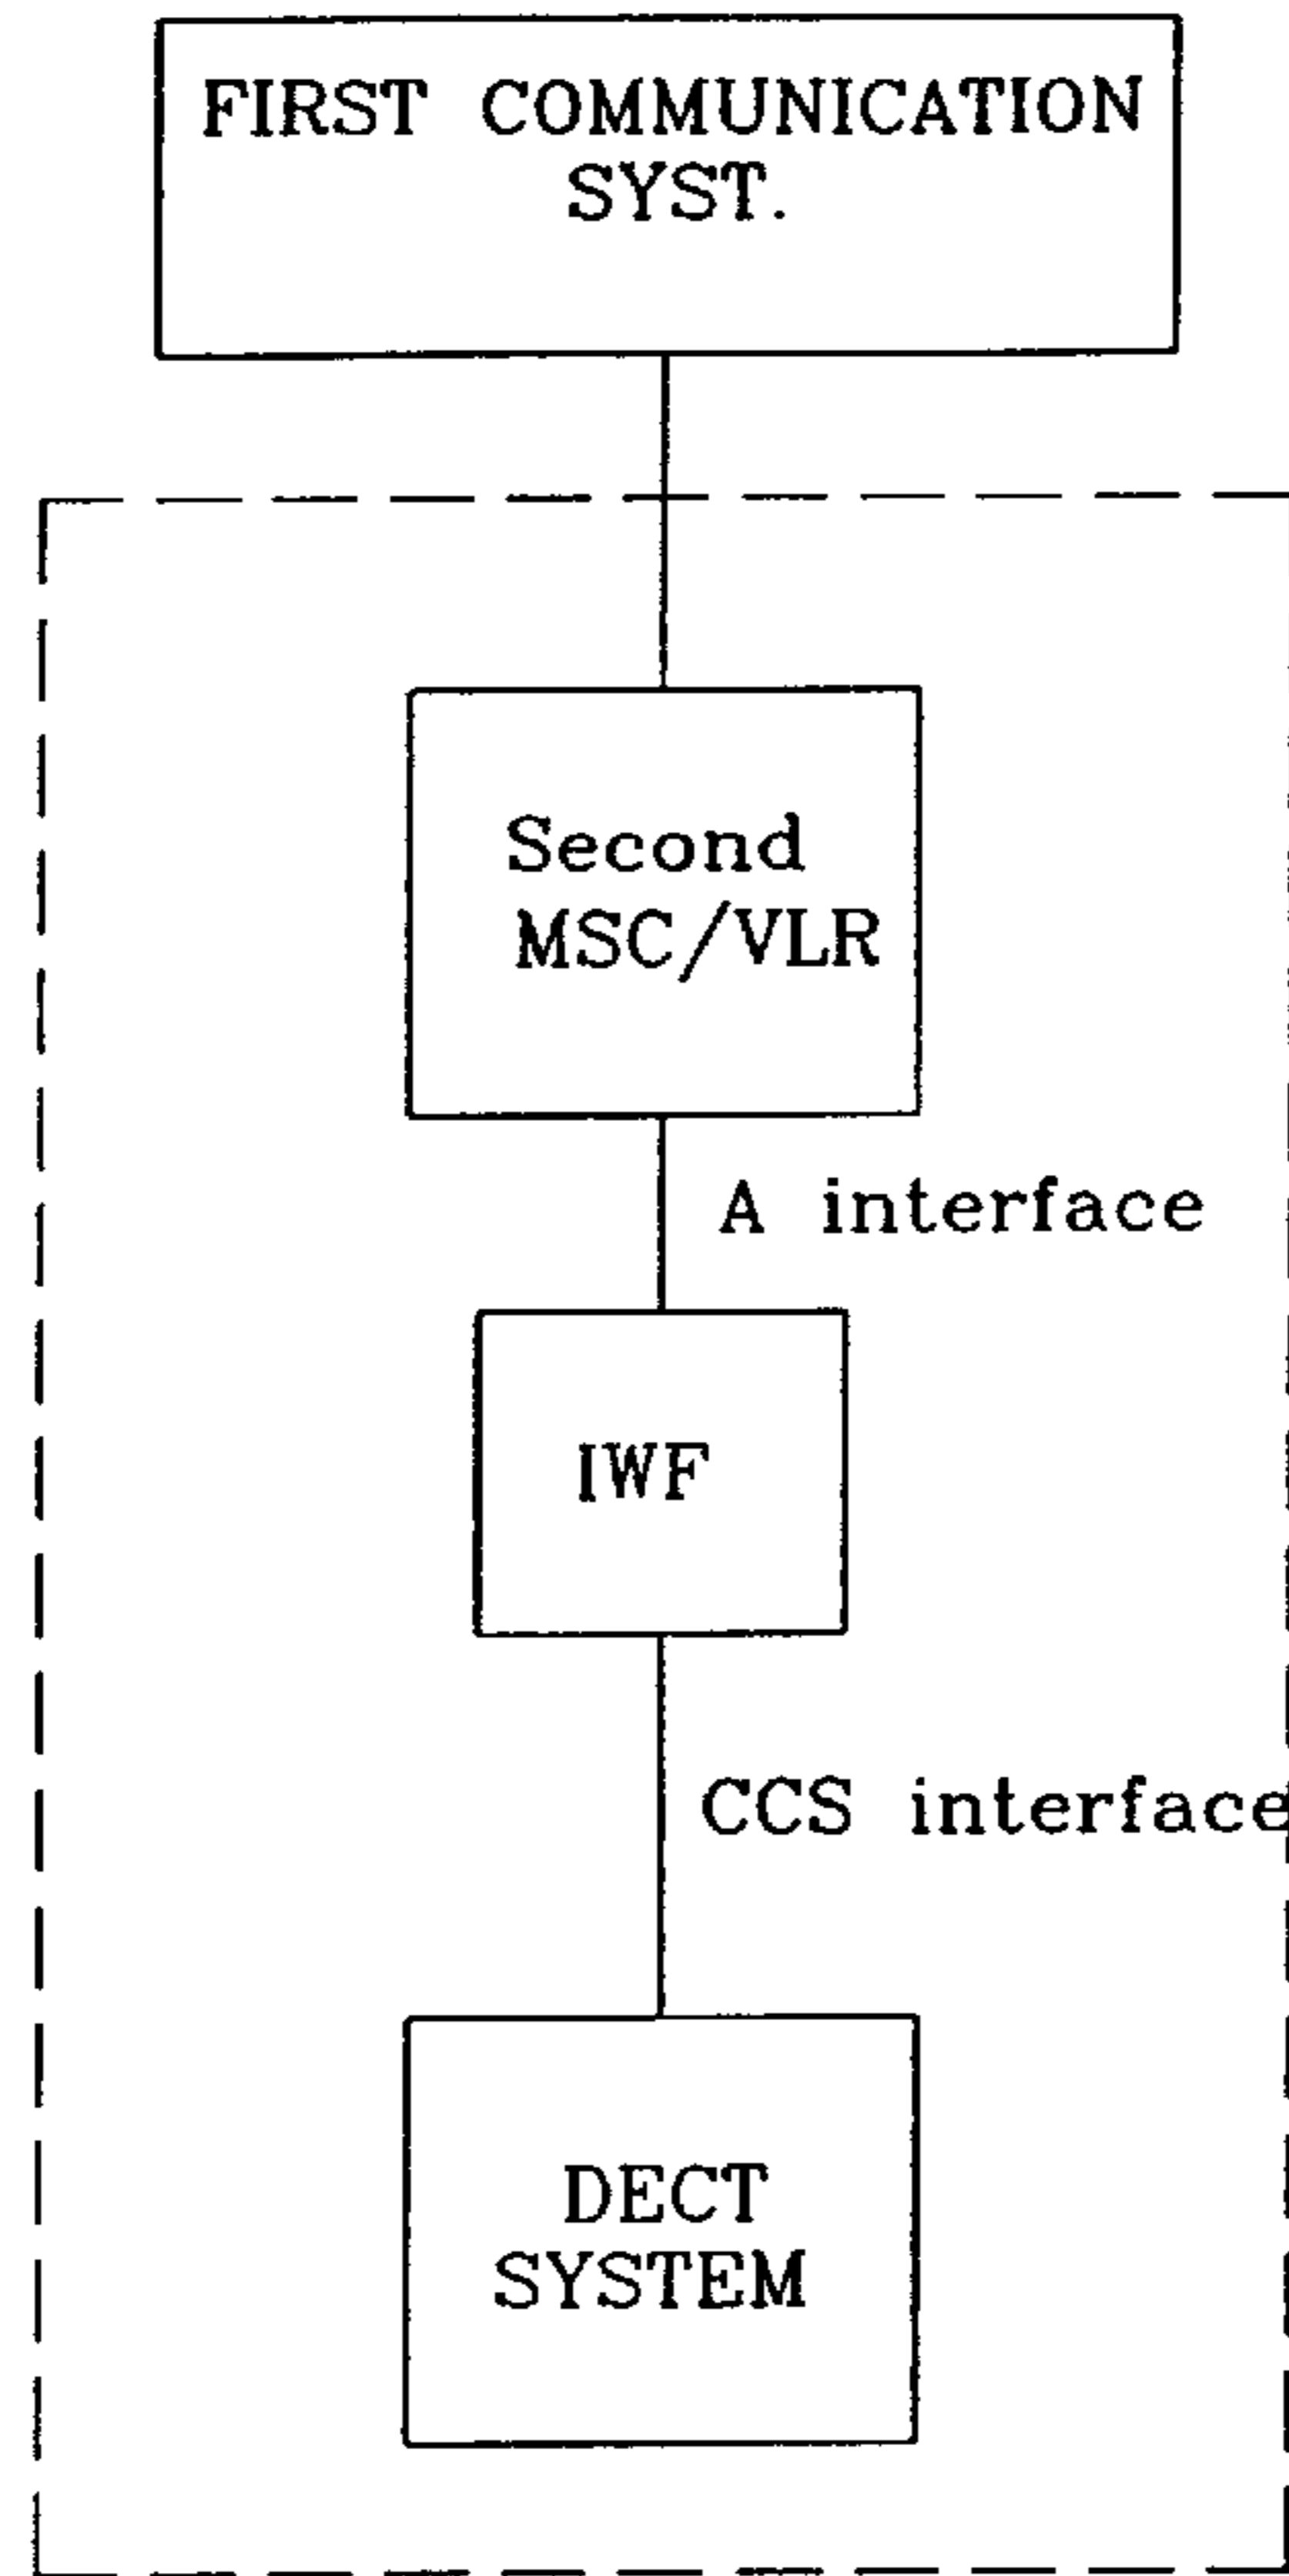 FIRST COMMUNICATION
SYST.
Second
MSC/VLR
A interface
IWF
CCS interface
DECT
SYSTEM